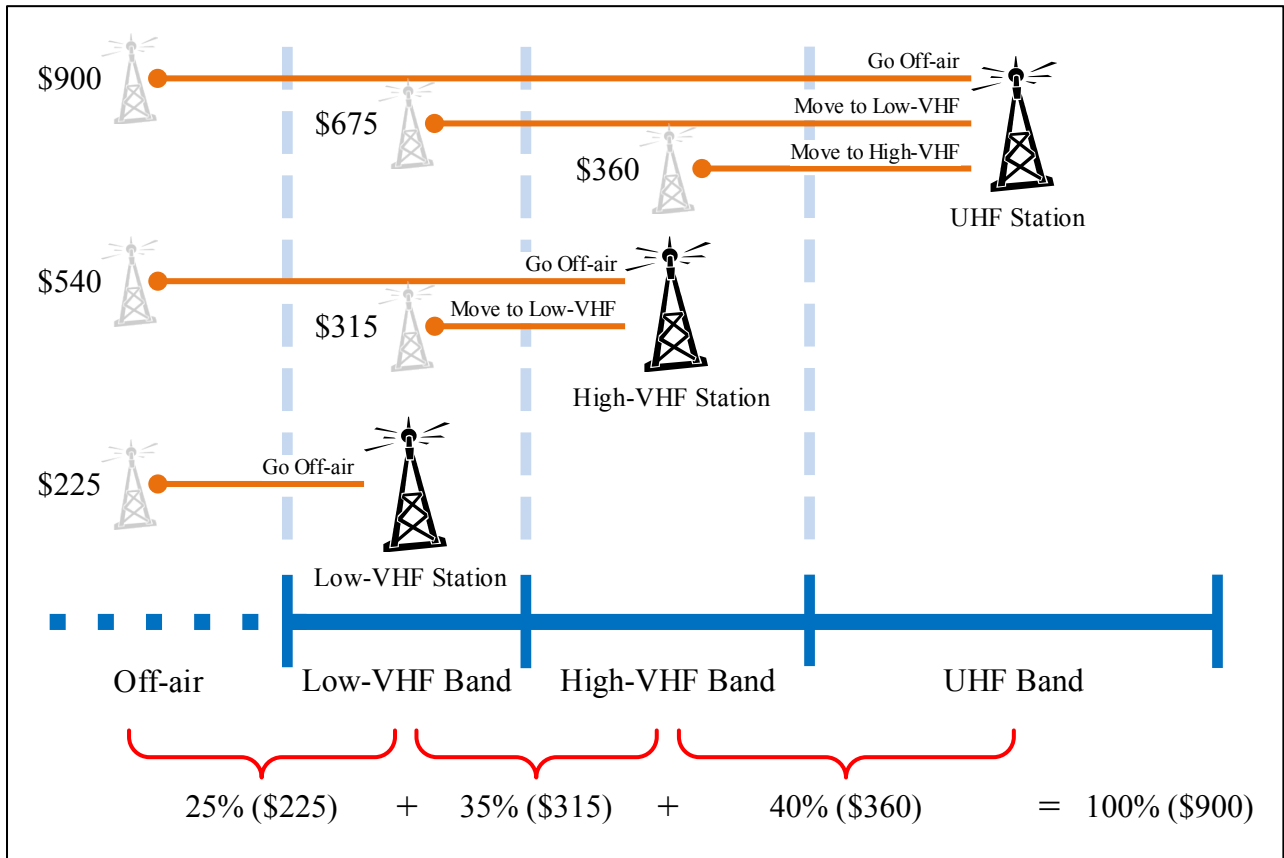 $900
Go Off-air
$675
Move to Low-VHF
$360
Move to High-VHF
UHF Station
$540
Go Off-air
$315
Move to Low-VHF
High-VHF Station
$225
Go Off-air
Low-VHF Station
Off-air Low-VHF Band High-VHF Band UHF Band
25% ($225) + 35% ($315) + 40% ($360) = 100% ($900)